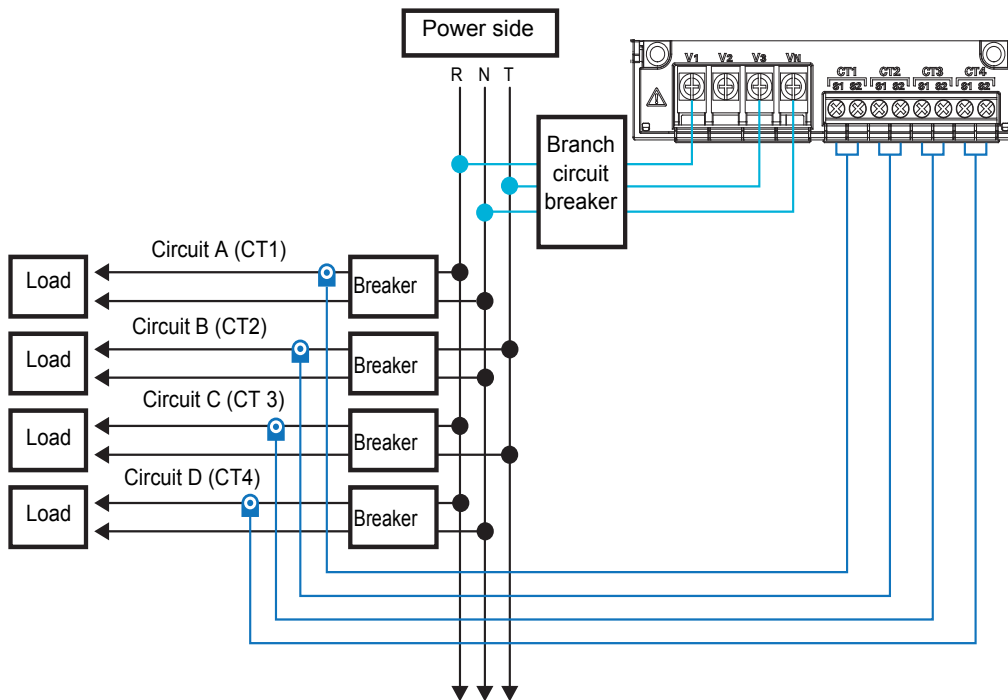 Power side
R N T
V1 V2 V3 VN
CT1 CT2 CT3 CT4
S1 S2 S1 S2 S1 S2 S1 S2
Branch
circuit
breaker
Circuit A (CT1)
Load
Breaker
Circuit B (CT2)
Load
Breaker
Circuit C (CT 3)
Load
Breaker
Circuit D (CT4)
Load
Breaker